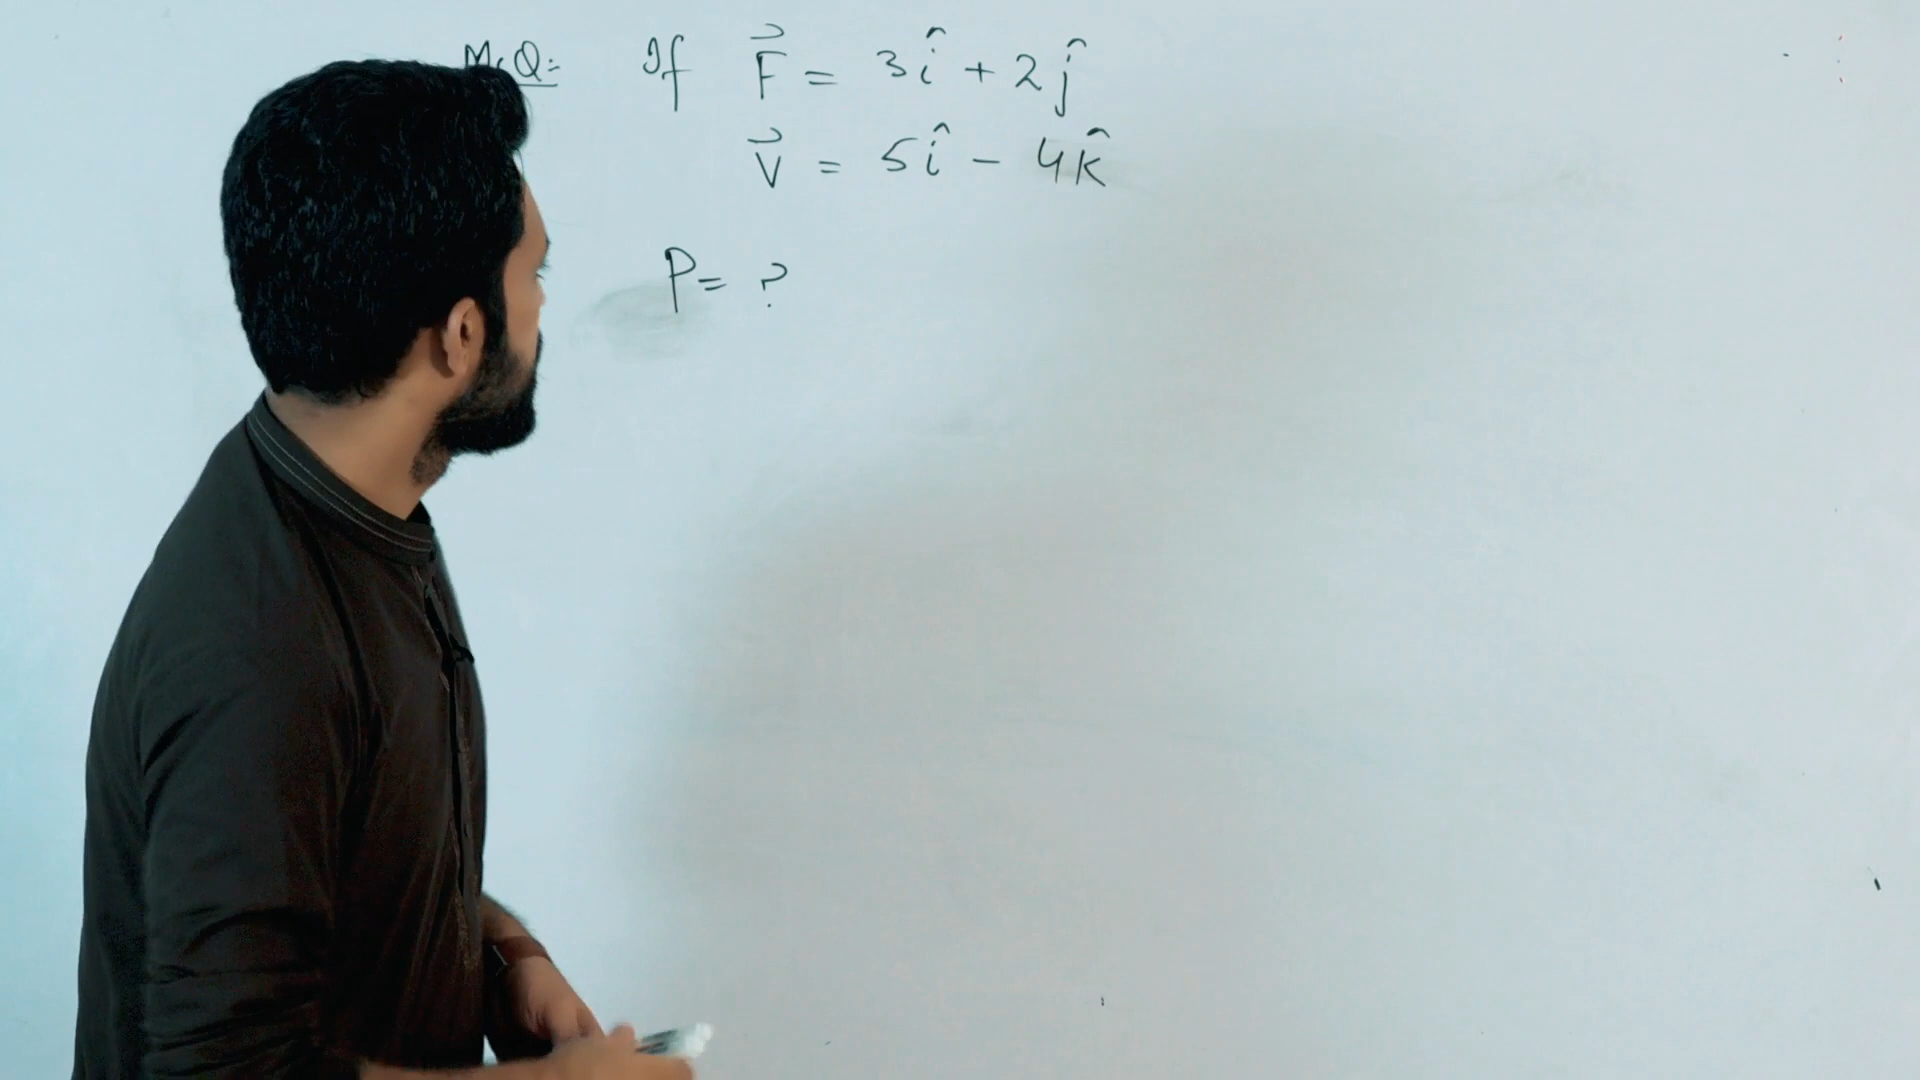 McQ:- If F⃗ = 3î + 2ĵ
V⃗ = 5î - 4k̂
P = ?